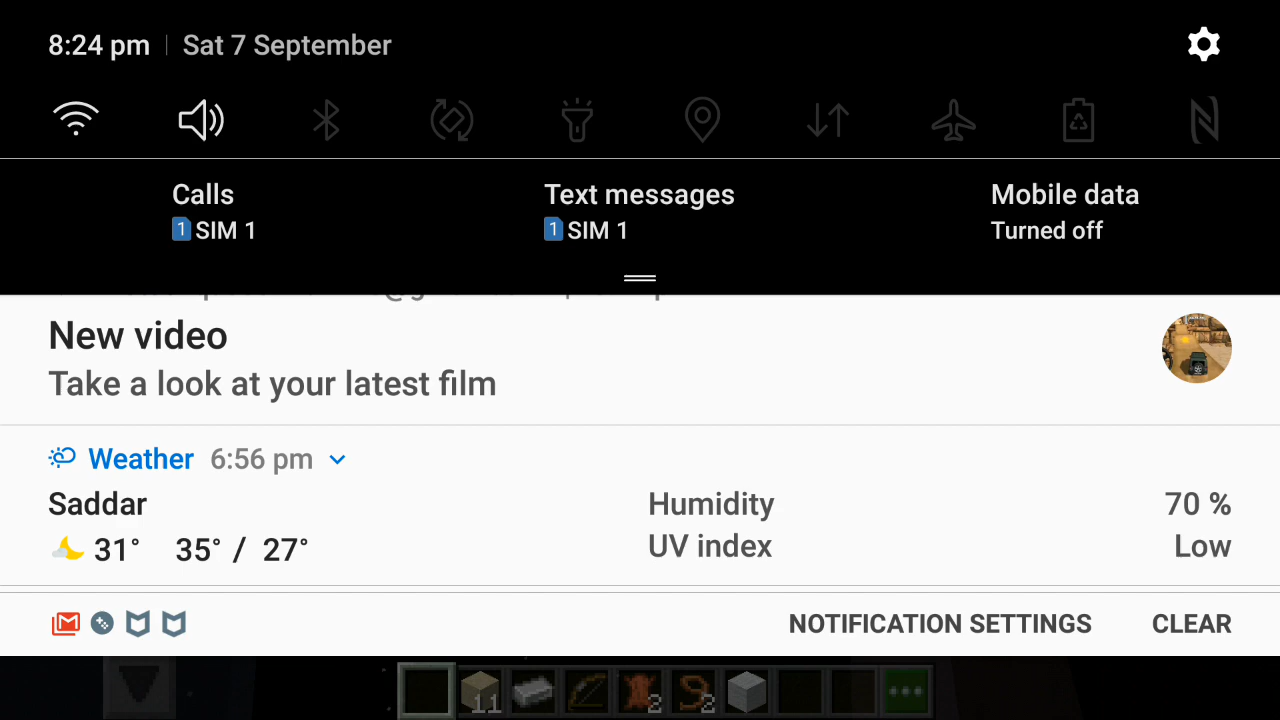 8:24 pm | Sat 7 September
Calls
1 SIM 1
Text messages
1 SIM 1
Mobile data
Turned off
New video
Take a look at your latest film
Weather 6:56 pm
Saddar
31° 35° / 27°
Humidity 70 %
UV index Low
NOTIFICATION SETTINGS CLEAR
11 2 2